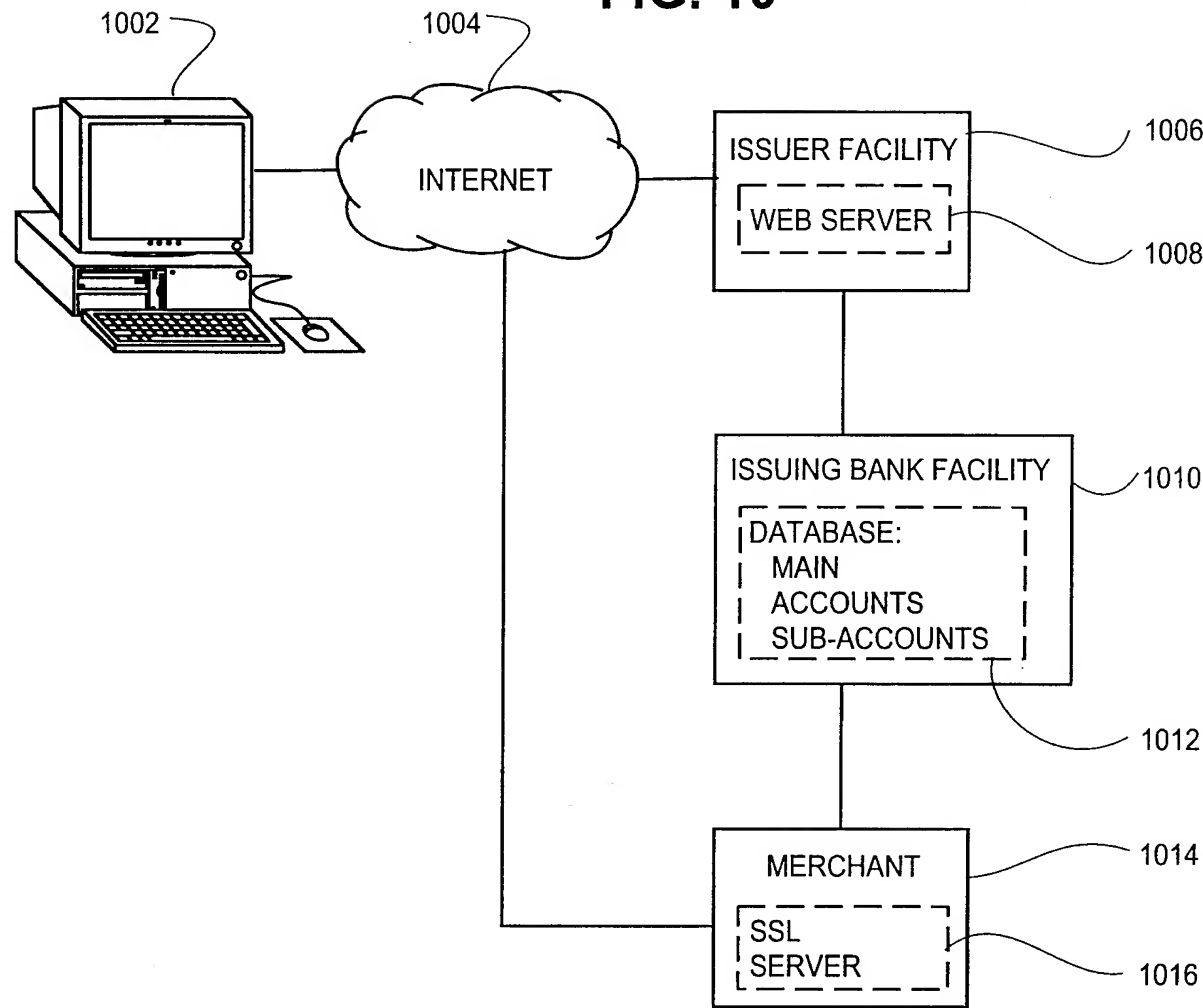 1002
1004
1006
ISSUER FACILITY
INTERNET
WEB SERVER
1008
ISSUING BANK FACILITY
1010
DATABASE:
MAIN
ACCOUNTS
SUB-ACCOUNTS
1012
MERCHANT
1014
SSL
SERVER
1016